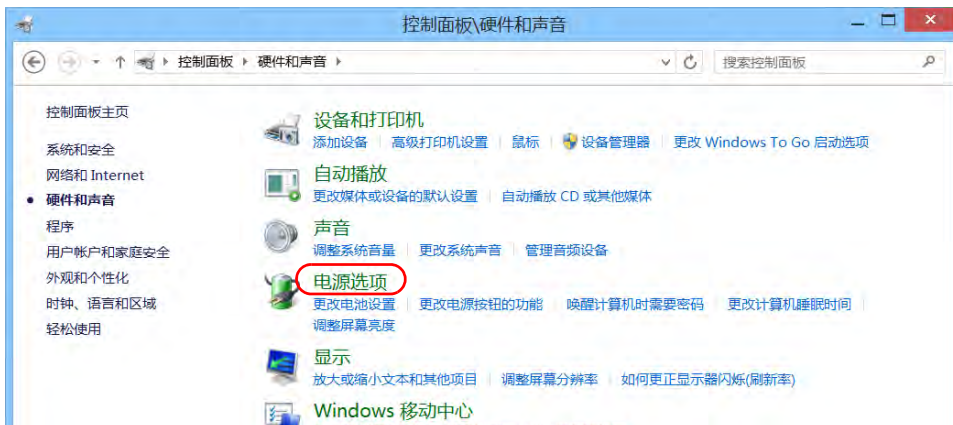 控制面板\硬件和声音
控制面板 硬件和声音
搜索控制面板
控制面板主页
系统和安全
网络和 Internet
硬件和声音
程序
用户帐户和家庭安全
外观和个性化
时钟、语言和区域
轻松使用
设备和打印机
添加设备 高级打印机设置 鼠标 设备管理器 更改 Windows To Go 启动选项
自动播放
更改媒体或设备的默认设置 自动播放 CD 或其他媒体
声音
调整系统音量 更改系统声音 管理音频设备
电源选项
更改电池设置 更改电源按钮的功能 唤醒计算机时需要密码 更改计算机睡眠时间
调整屏幕亮度
显示
放大或缩小文本和其他项目 调整屏幕分辨率 如何更正显示器闪烁(刷新率)
Windows 移动中心